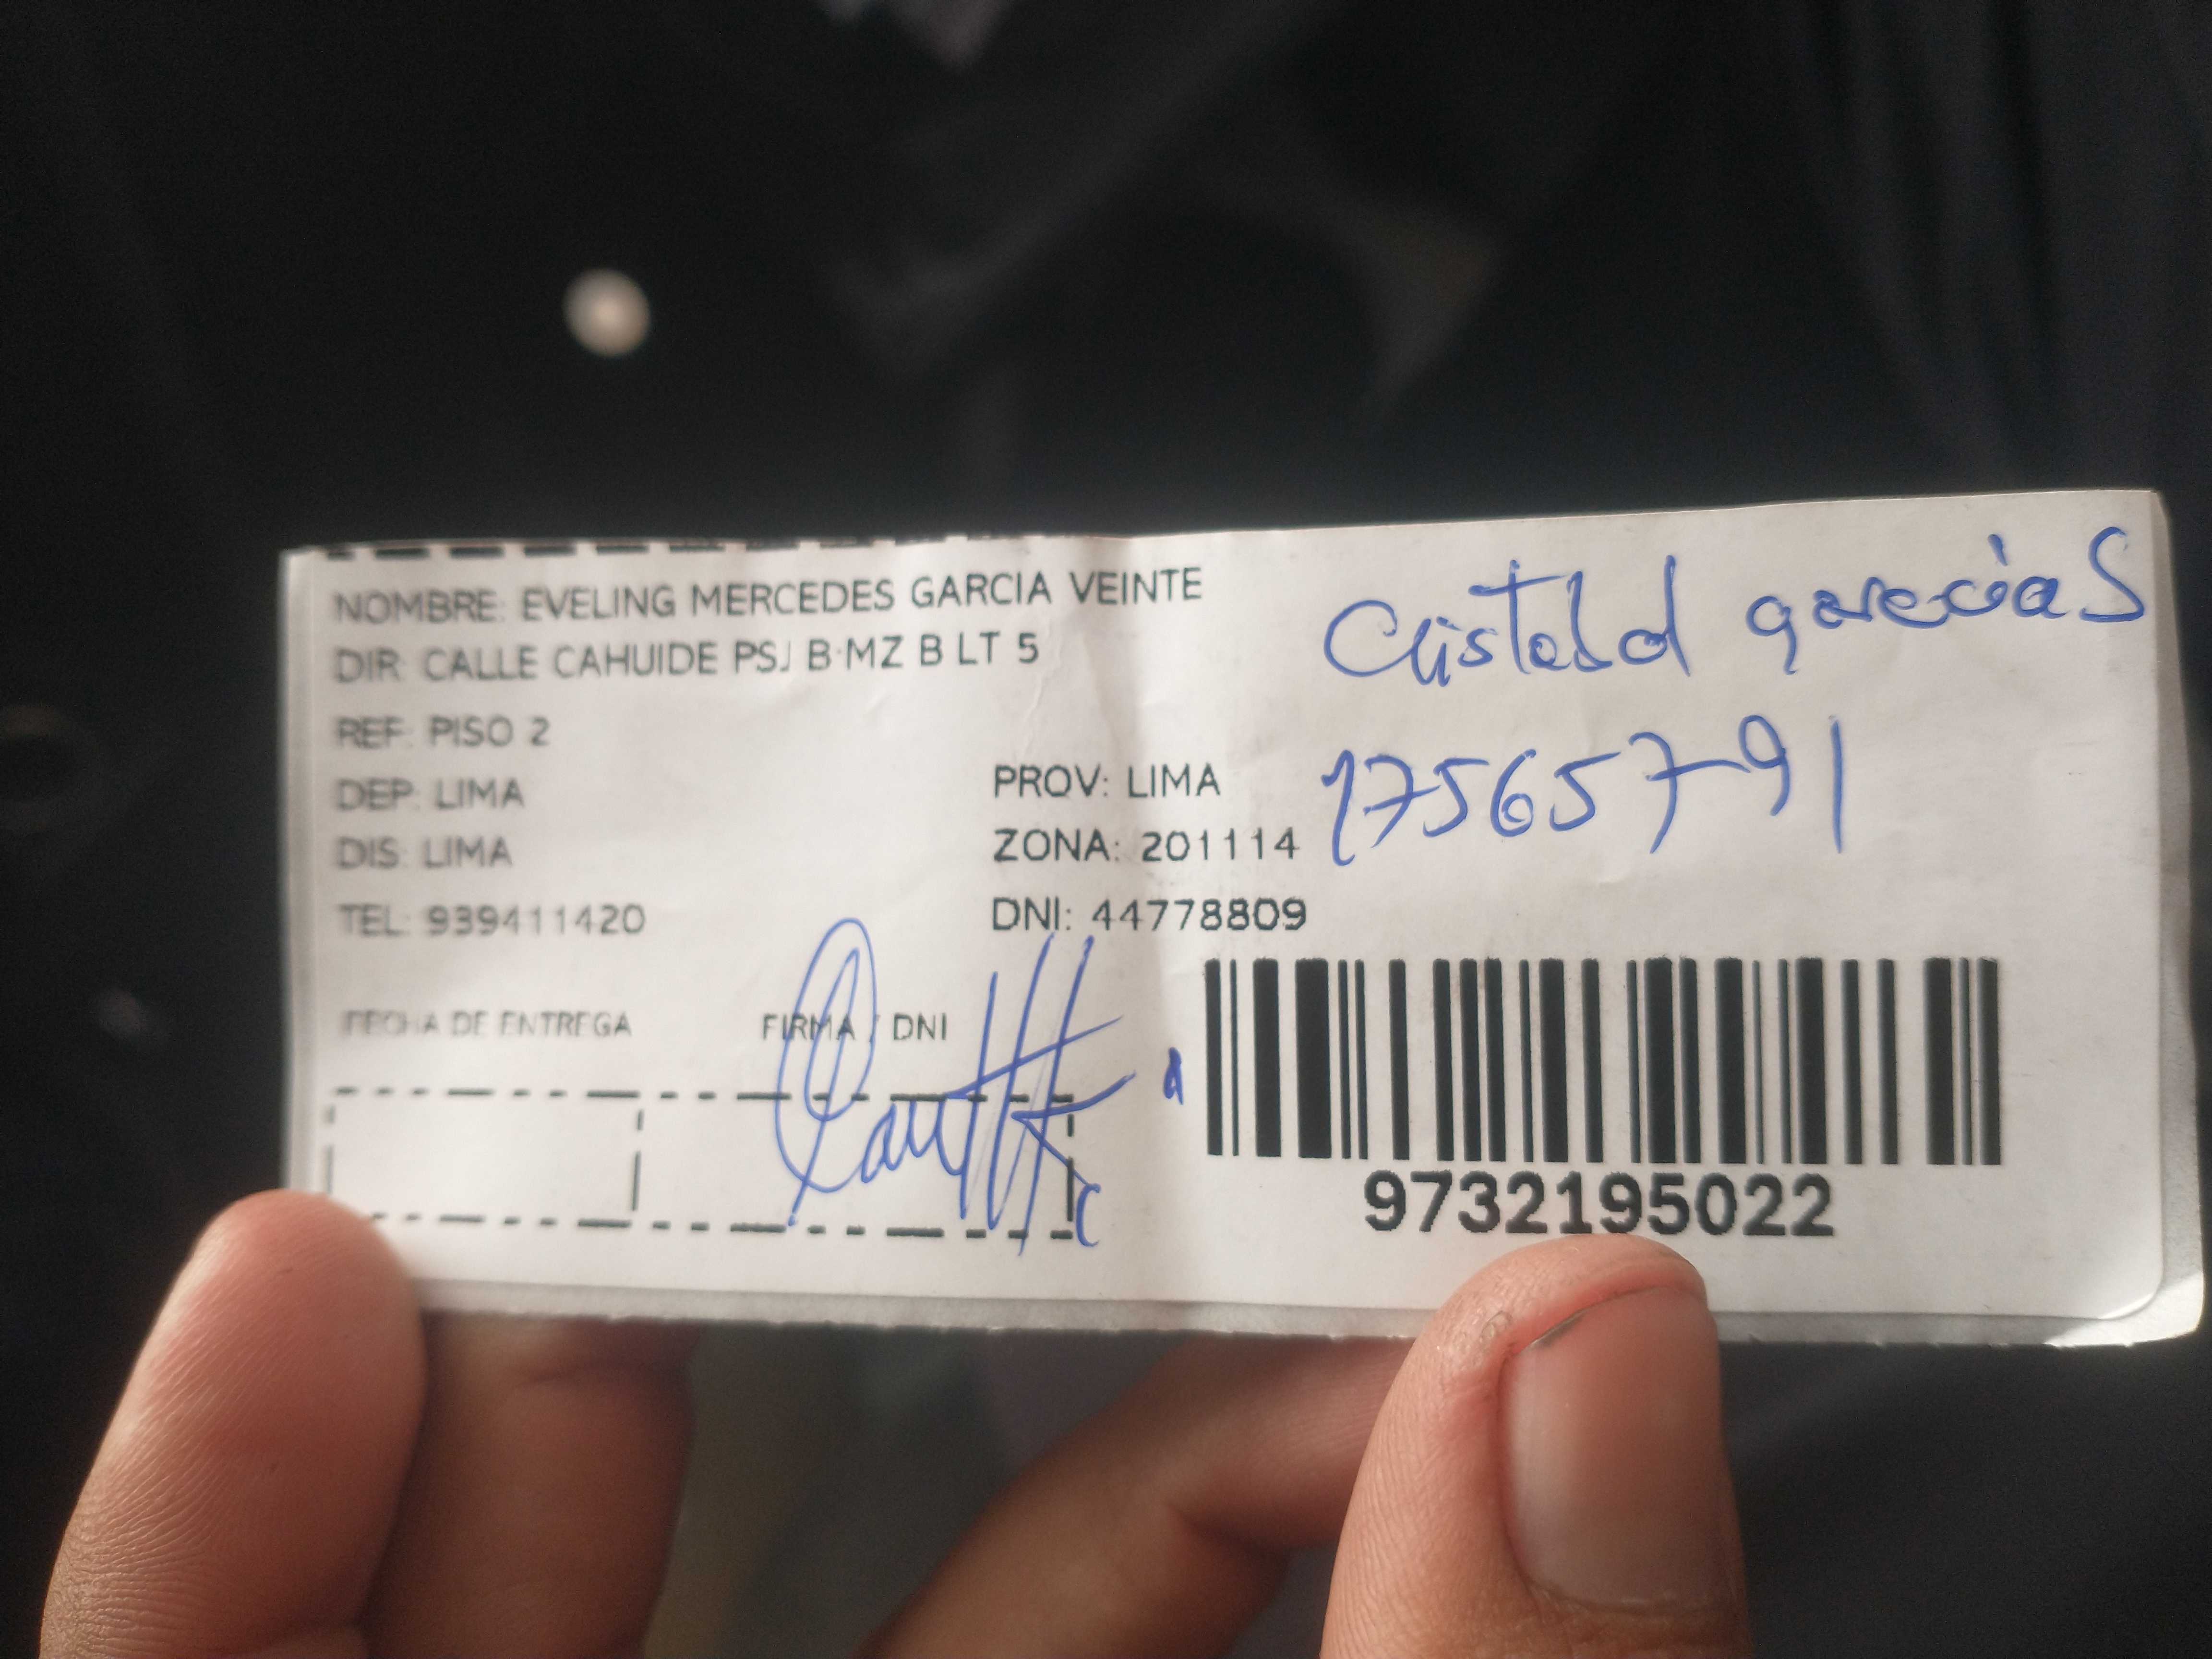 NOMBRE: EVELING MERCEDES GARCIA VEINTE
DIR: CALLE CAHUIDE PSJ B MZ B LT 5
REF: PISO 2
DEP: LIMA
PROV: LIMA
DIS: LIMA
ZONA: 201114
TEL: 939411420
DNI: 44778809
FECHA DE ENTREGA
FIRMA / DNI
garcia S
9732195022